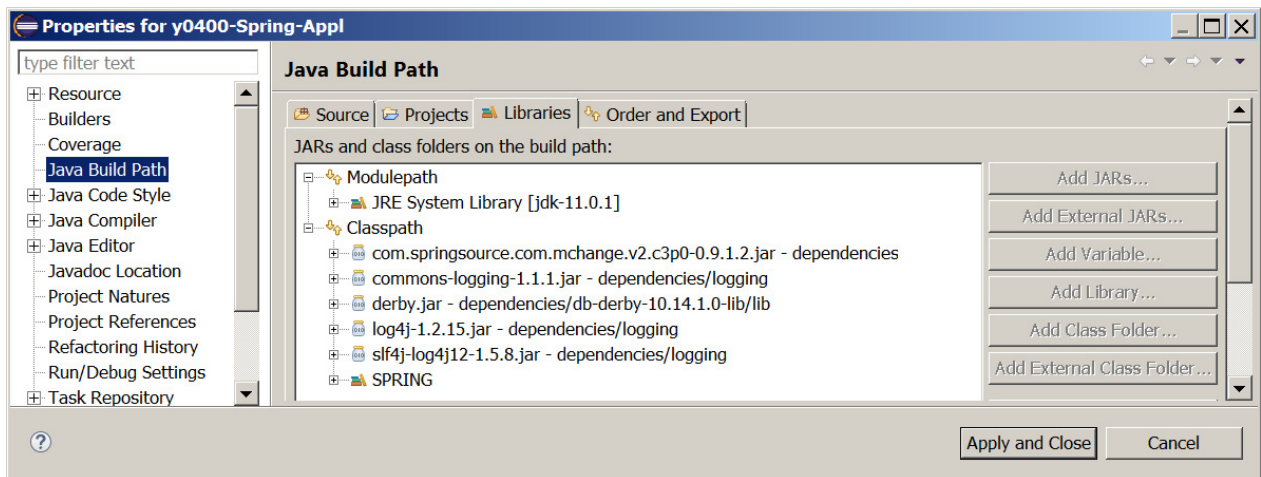 Properties for y0400-Spring-Appl
type filter text
Resource
Builders
Coverage
Java Build Path
Java Code Style
Java Compiler
Java Editor
Javadoc Location
Project Natures
Project References
Refactoring History
Run/Debug Settings
Task Repository
Java Build Path
Source Projects Libraries Order and Export
JARs and class folders on the build path:
Modulepath
JRE System Library [jdk-11.0.1]
Classpath
com.springsource.com.mchange.v2.c3p0-0.9.1.2.jar - dependencies
commons-logging-1.1.1.jar - dependencies/logging
derby.jar - dependencies/db-derby-10.14.1.0-lib/lib
log4j-1.2.15.jar - dependencies/logging
slf4j-log4j12-1.5.8.jar - dependencies/logging
SPRING
Add JARs...
Add External JARs...
Add Variable...
Add Library...
Add Class Folder...
Add External Class Folder...
Apply and Close
Cancel